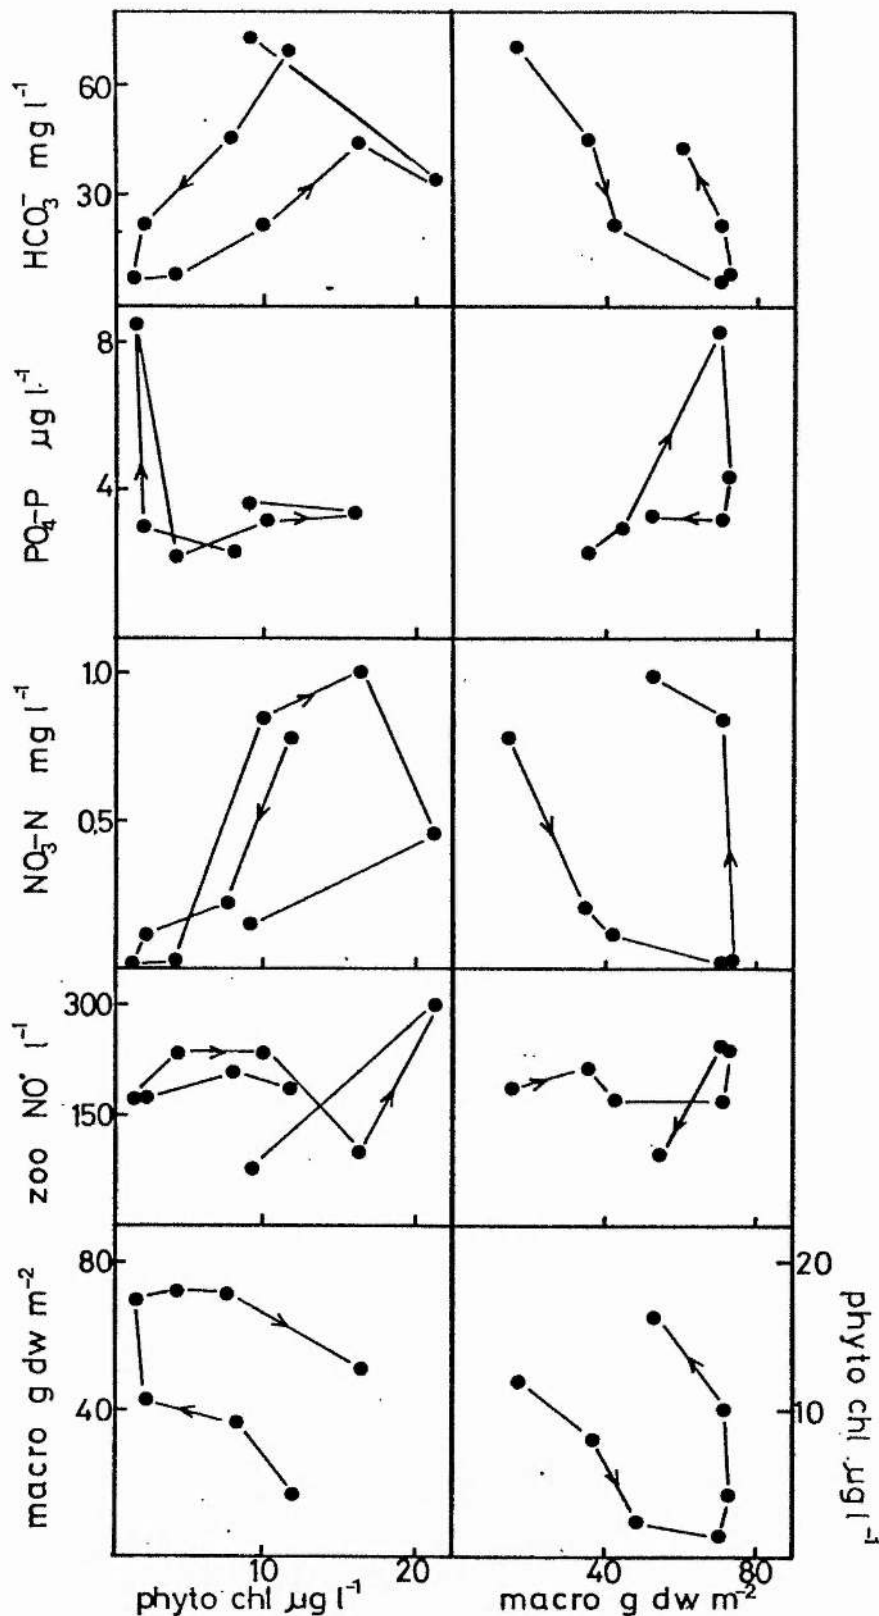 HCO₃⁻ mg l⁻¹
60
30
PO₄-P µg l⁻¹
8
4
NO₃-N mg l⁻¹
1.0
0.5
zoo NOᵒ l⁻¹
300
150
macro g dw m⁻²
80
40
20
10
phyto chl µg l⁻¹
10
20
phyto chl µg l⁻¹
40
80
macro g dw m⁻²